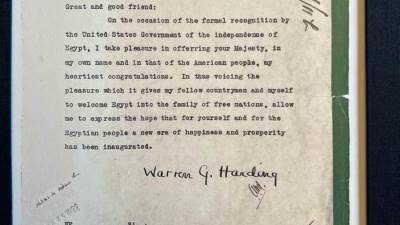 Great and good friend:
On the occasion of the formal recognition by
the United States Government of the independence of
Egypt, I take pleasure in offering your Majesty, in
my own name and in that of the American people, my
heartiest congratulations. In thus voicing the
pleasure which it gives my fellow countrymen and myself
to welcome Egypt into the family of free nations, allow
me to express the hope that for yourself and for the
Egyptian people a new era of happiness and prosperity
has been inaugurated.
Warren G. Harding